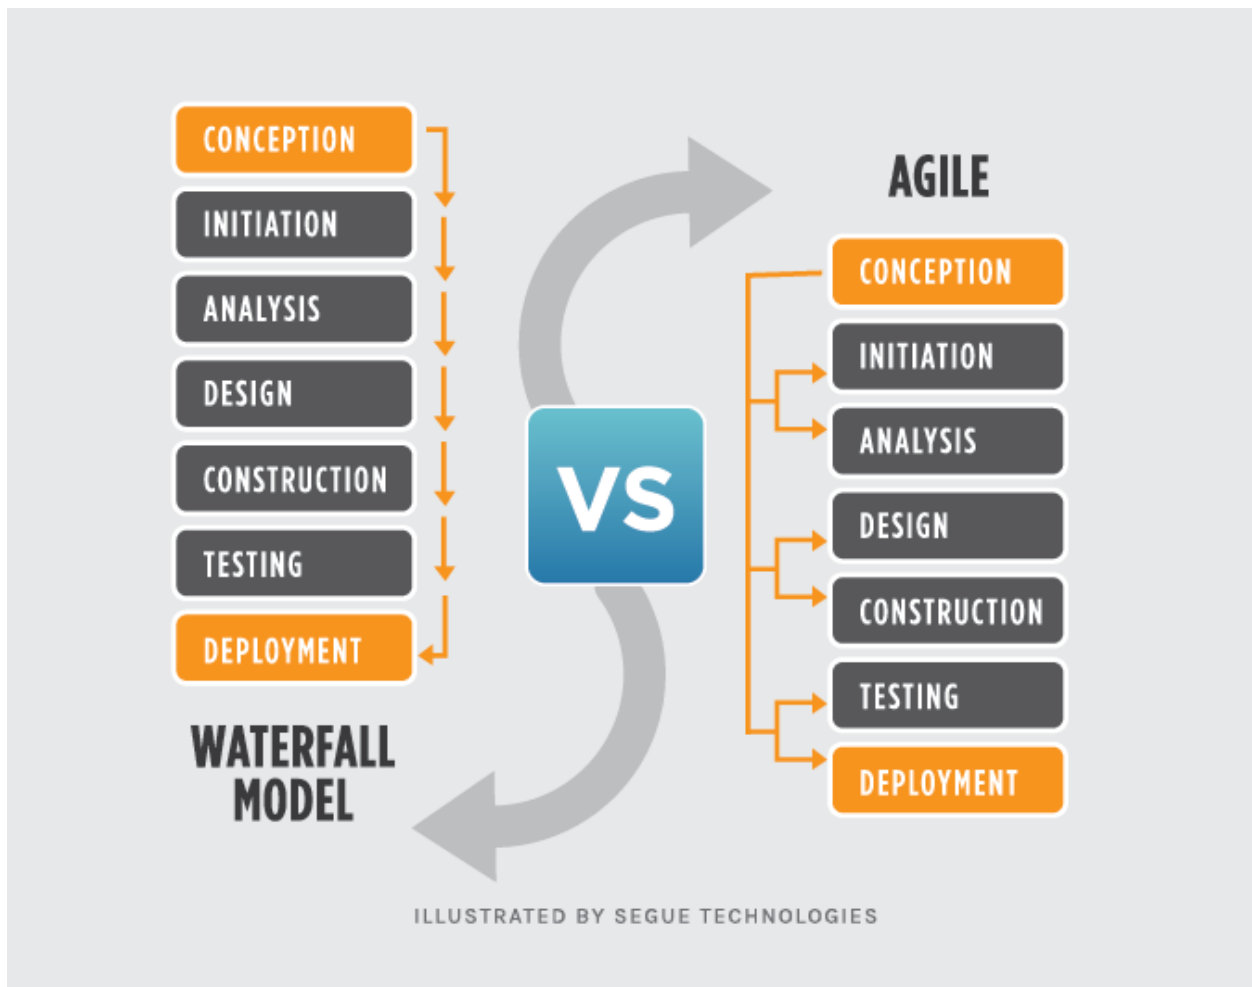 CONCEPTION
INITIATION
ANALYSIS
DESIGN
CONSTRUCTION
TESTING
DEPLOYMENT
WATERFALL
MODEL
VS
AGILE
CONCEPTION
INITIATION
ANALYSIS
DESIGN
CONSTRUCTION
TESTING
DEPLOYMENT
ILLUSTRATED BY SEGUE TECHNOLOGIES